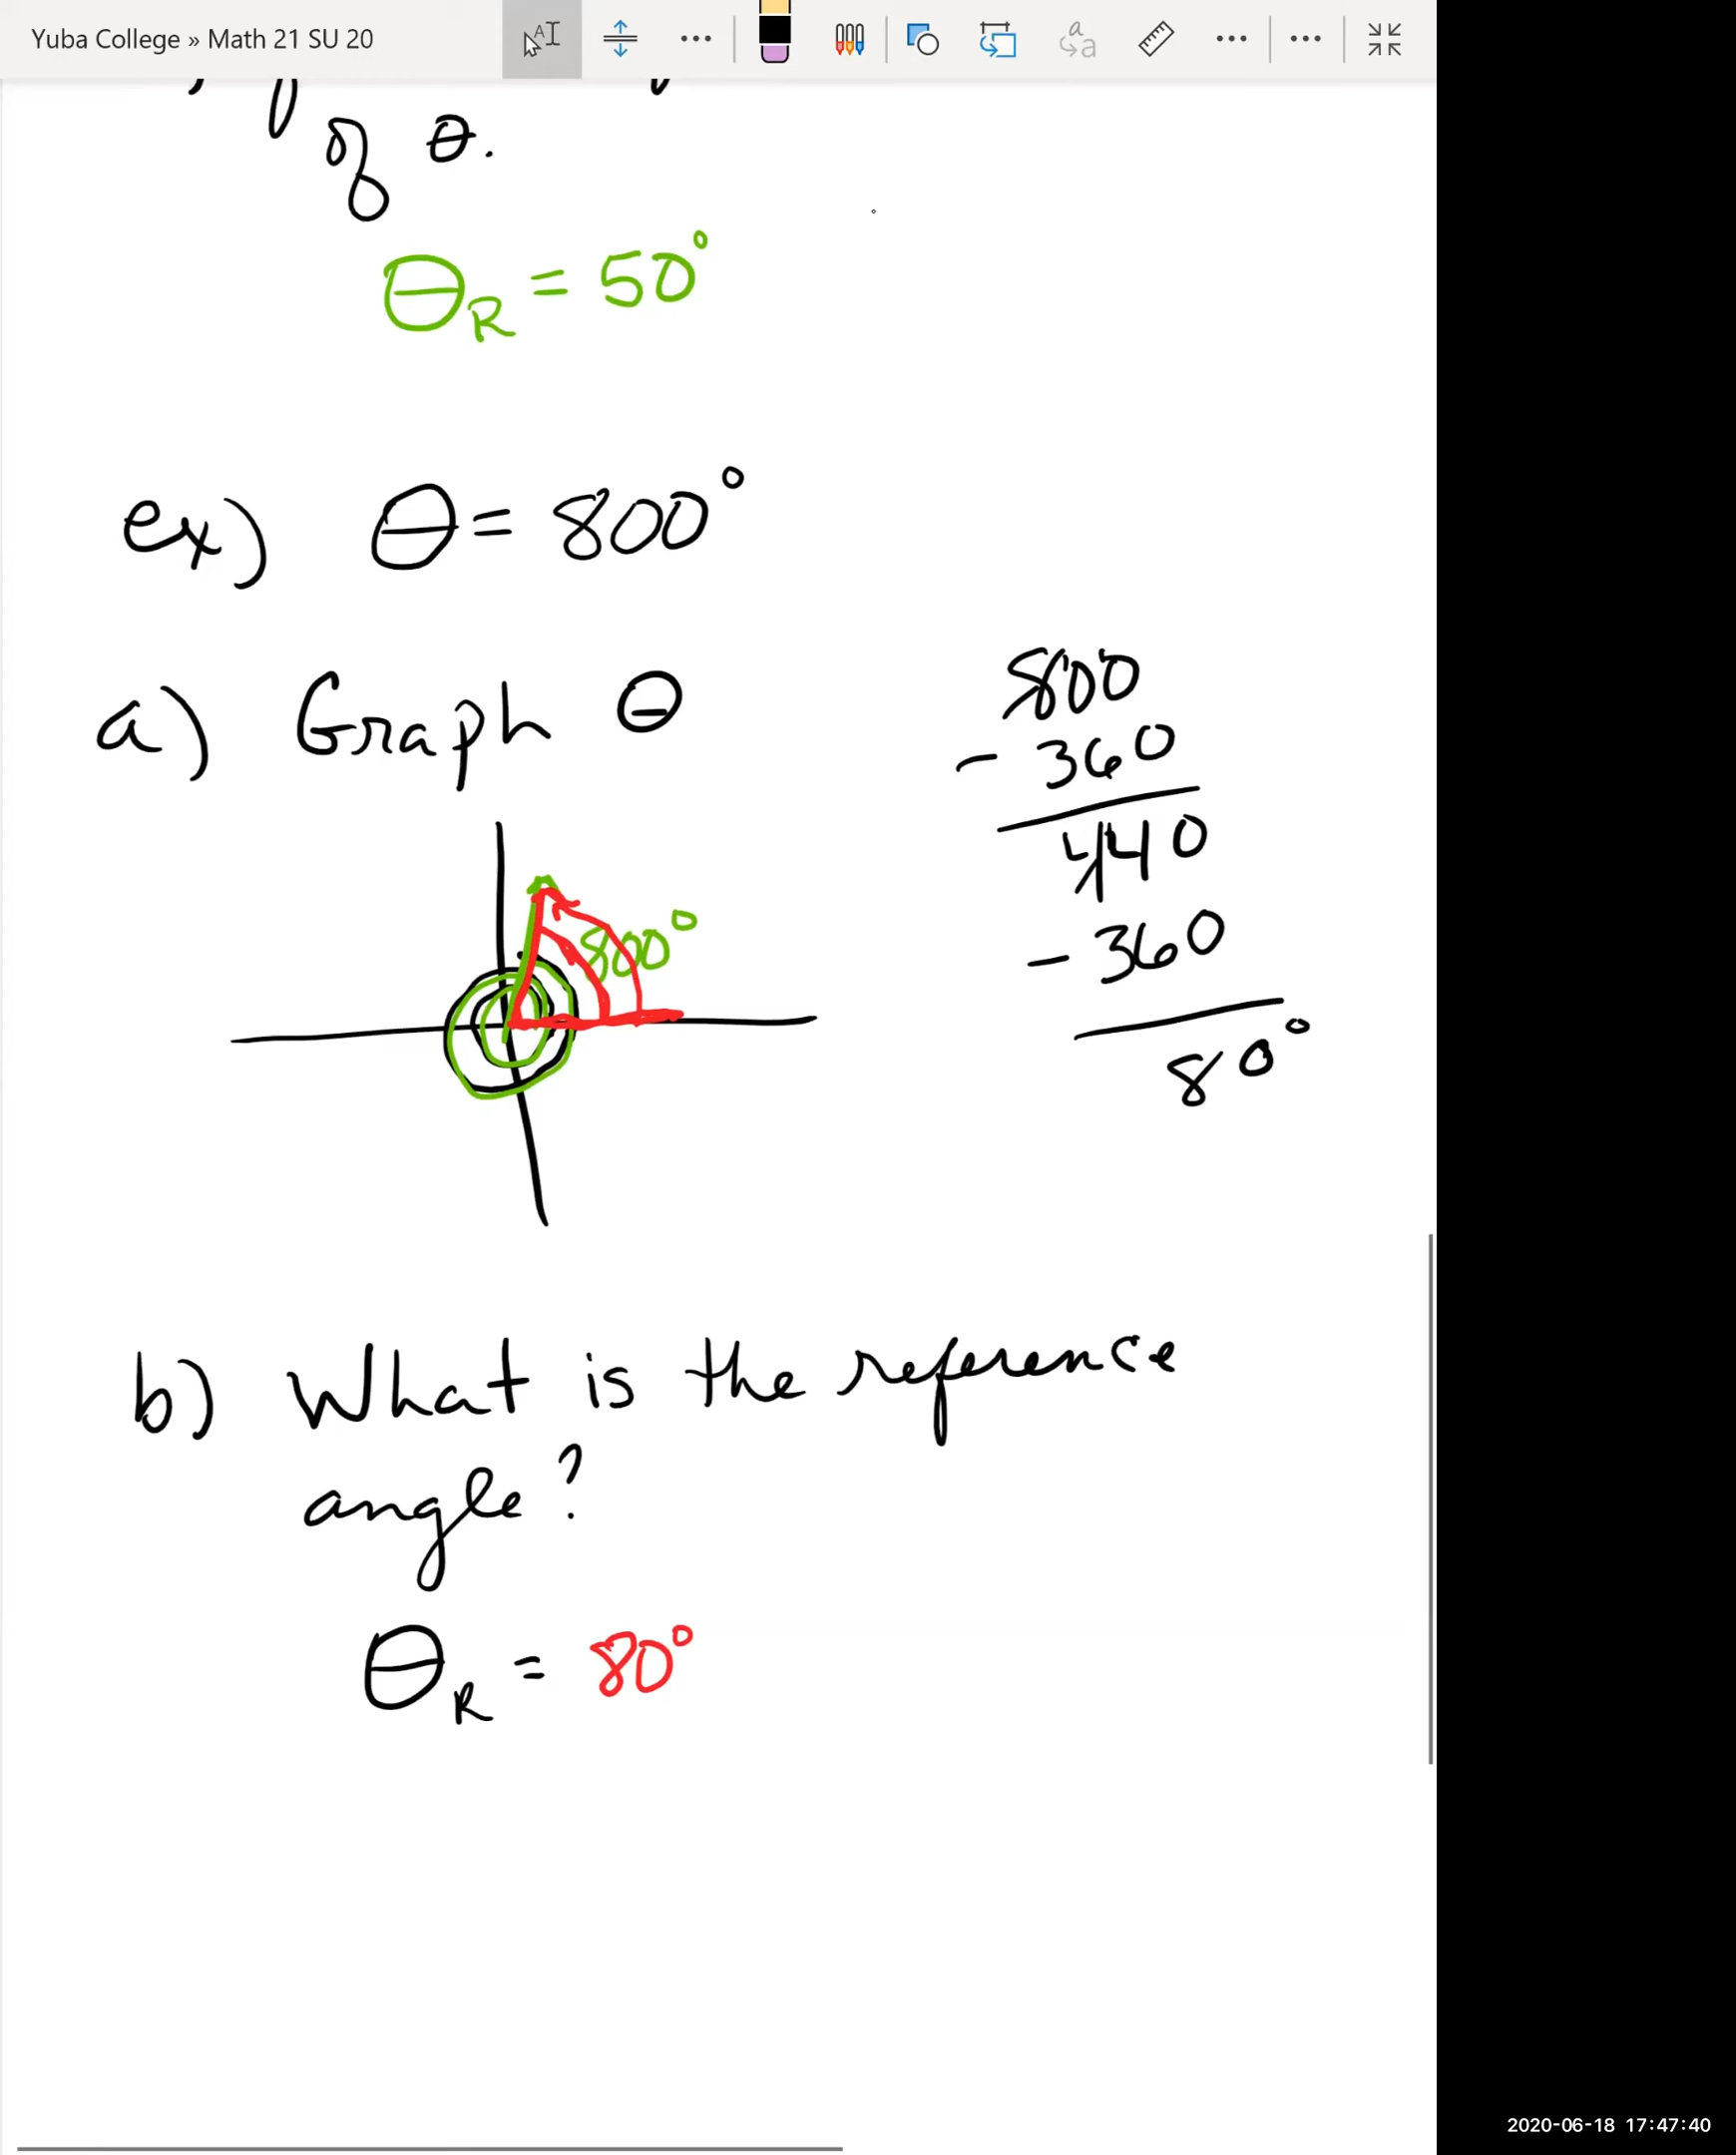 Yuba College » Math 21 SU 20
of θ.
θR = 50°
ex) θ = 800°
a) Graph θ
800
- 360
440
- 360
80°
800°
b) What is the reference
angle?
θR = 80°
2020-06-18 17:47:40